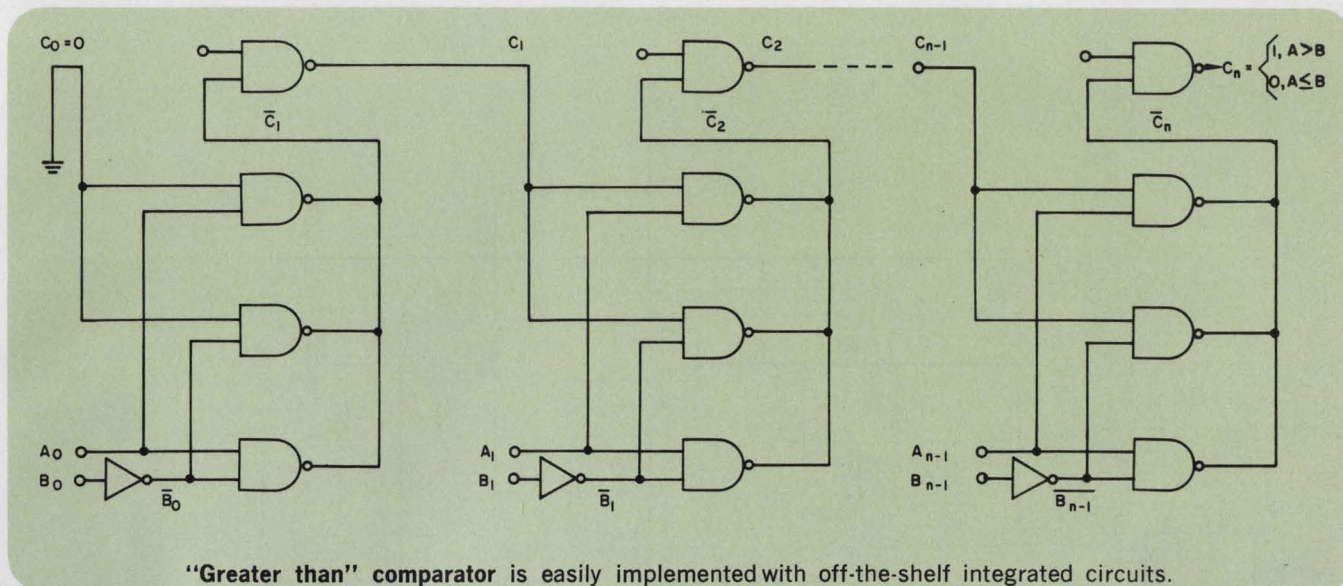 C₀ = 0
C₁
C₂
Cₙ₋₁
Cₙ = { 1, A > B
0, A ≤ B
C̅₁
C̅₂
C̅ₙ
A₀
B₀
B̅₀
A₁
B₁
B̅₁
Aₙ₋₁
Bₙ₋₁
B̅ₙ₋₁
"Greater than" comparator is easily implemented with off-the-shelf integrated circuits.